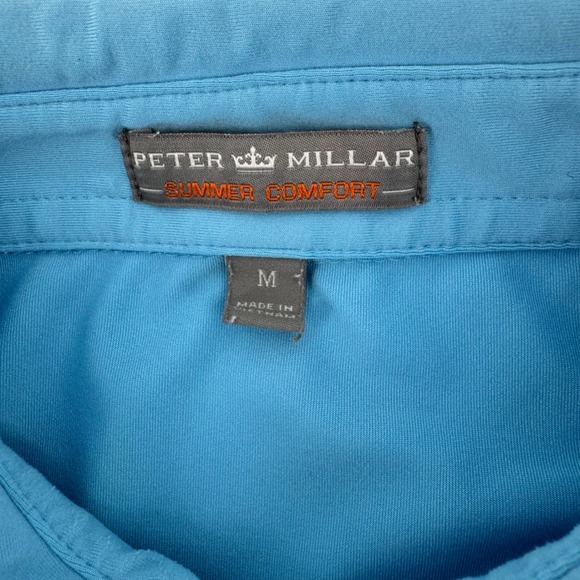 PETER MILLAR
SUMMER COMFORT
M
MADE IN
VIETNAM